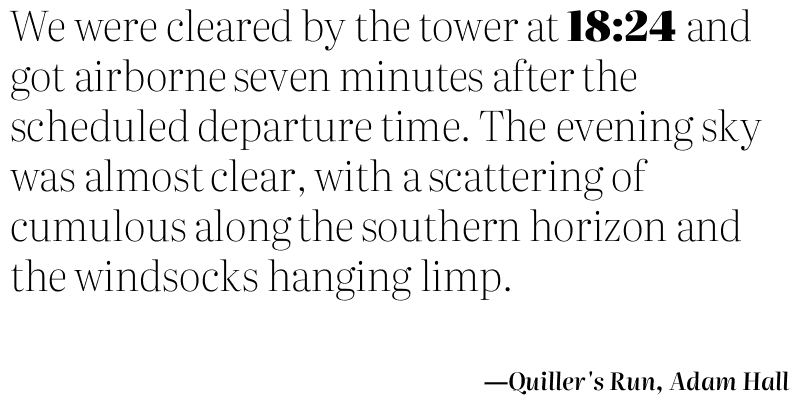 We were cleared by the tower at 18:24 and
got airborne seven minutes after the
scheduled departure time. The evening sky
was almost clear, with a scattering of
cumulous along the southern horizon and
the windsocks hanging limp.
—Quiller's Run, Adam Hall